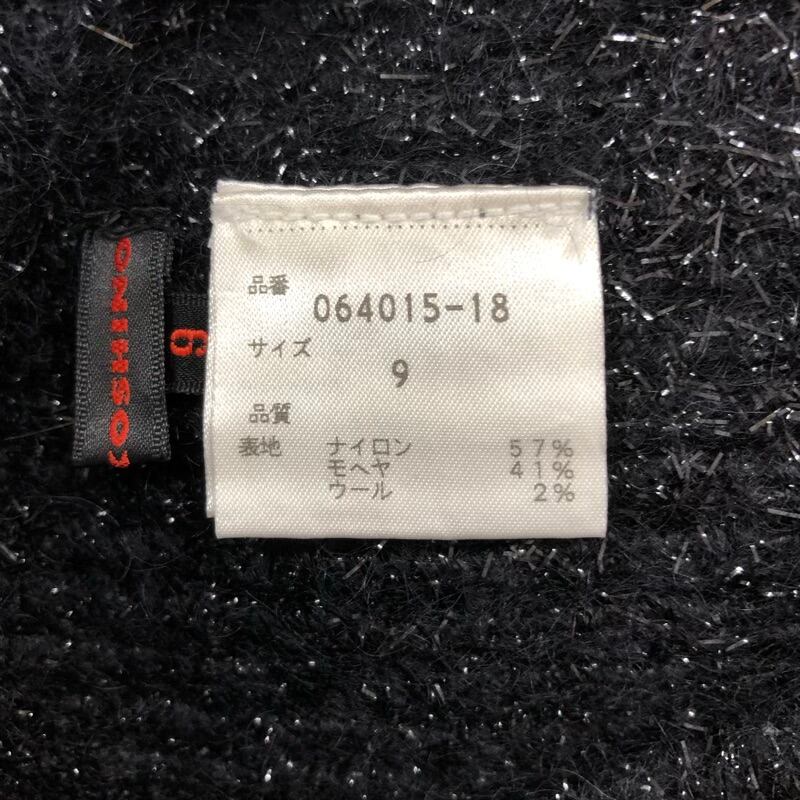 OSHINO
9
品番
064015-18
サイズ
9
品質
表地 ナイロン 57%
モヘヤ 41%
ウール 2%